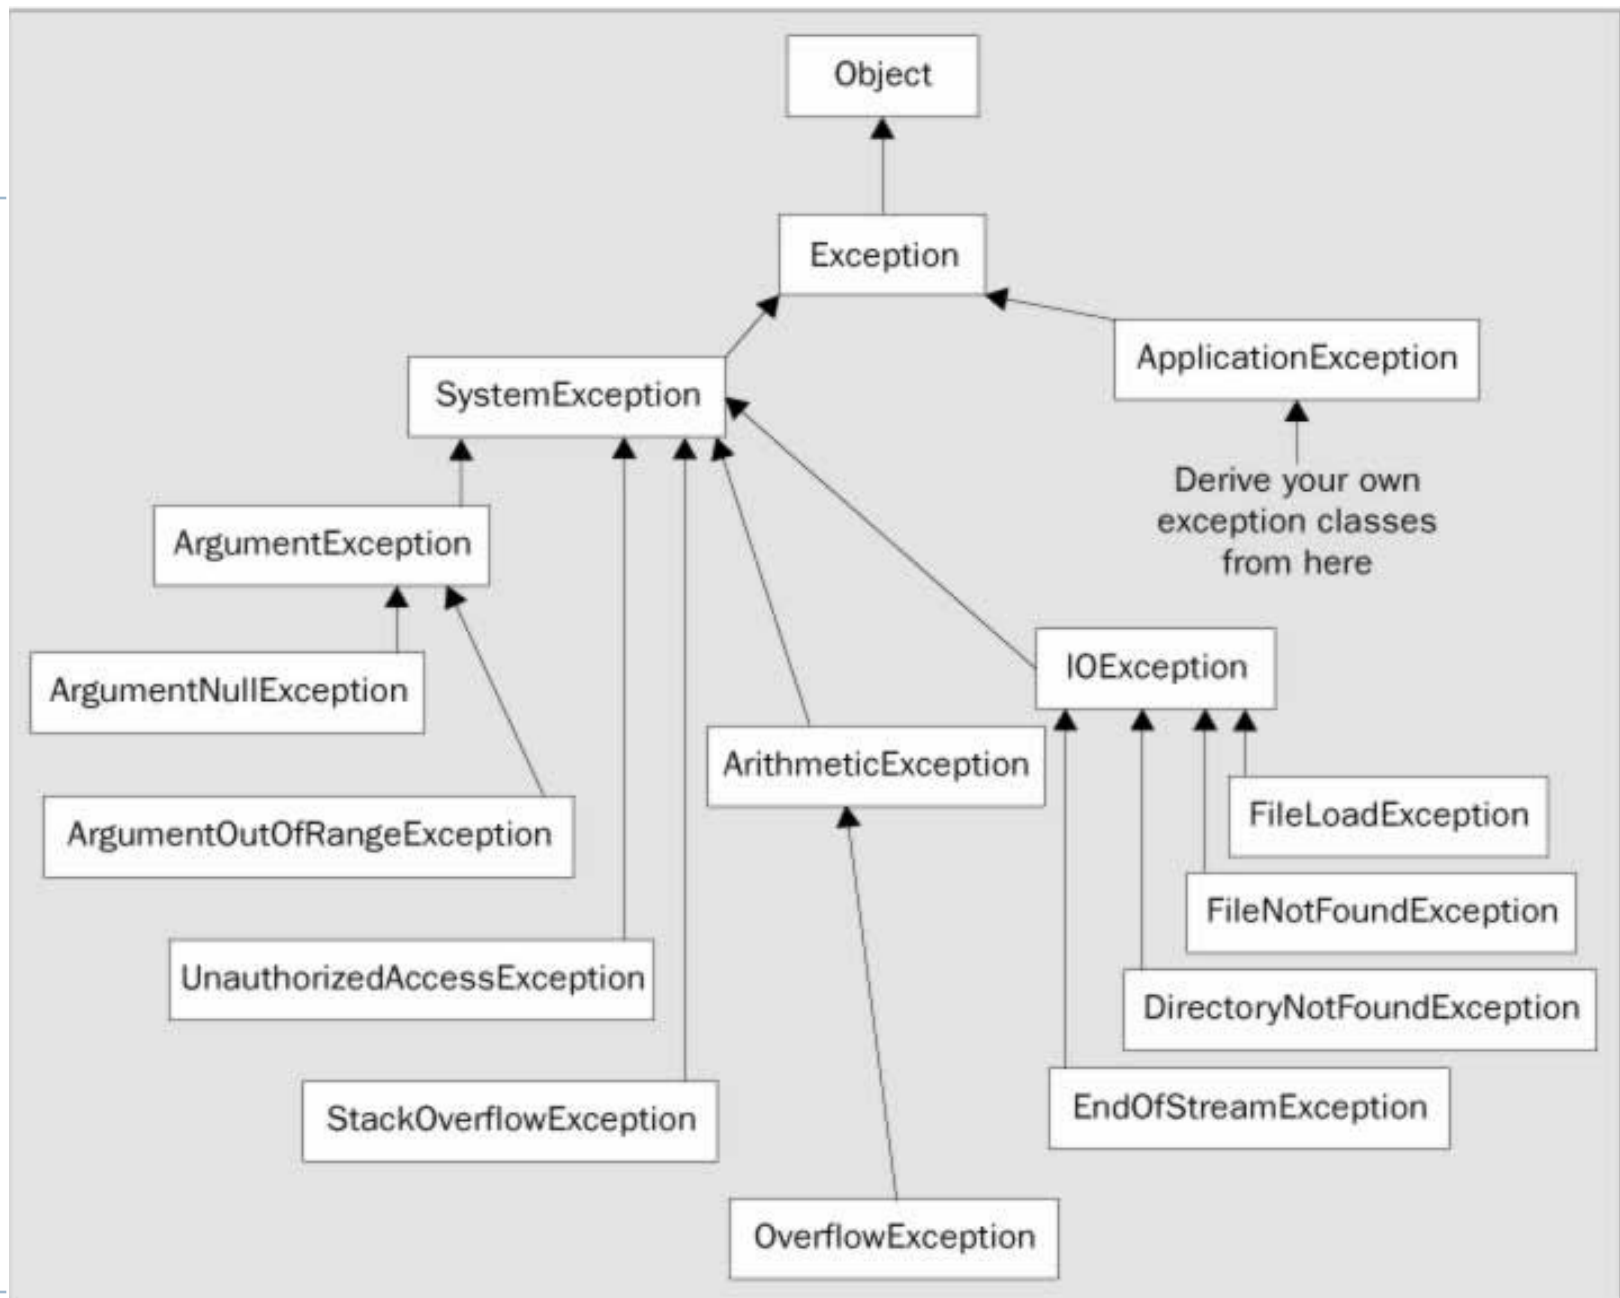 Object
Exception
ApplicationException
SystemException
Derive your own
exception classes
from here
ArgumentException
IOException
ArgumentNullException
ArithmeticException
FileLoadException
ArgumentOutOfRangeException
FileNotFoundException
UnauthorizedAccessException
DirectoryNotFoundException
EndOfStreamException
StackOverflowException
OverflowException